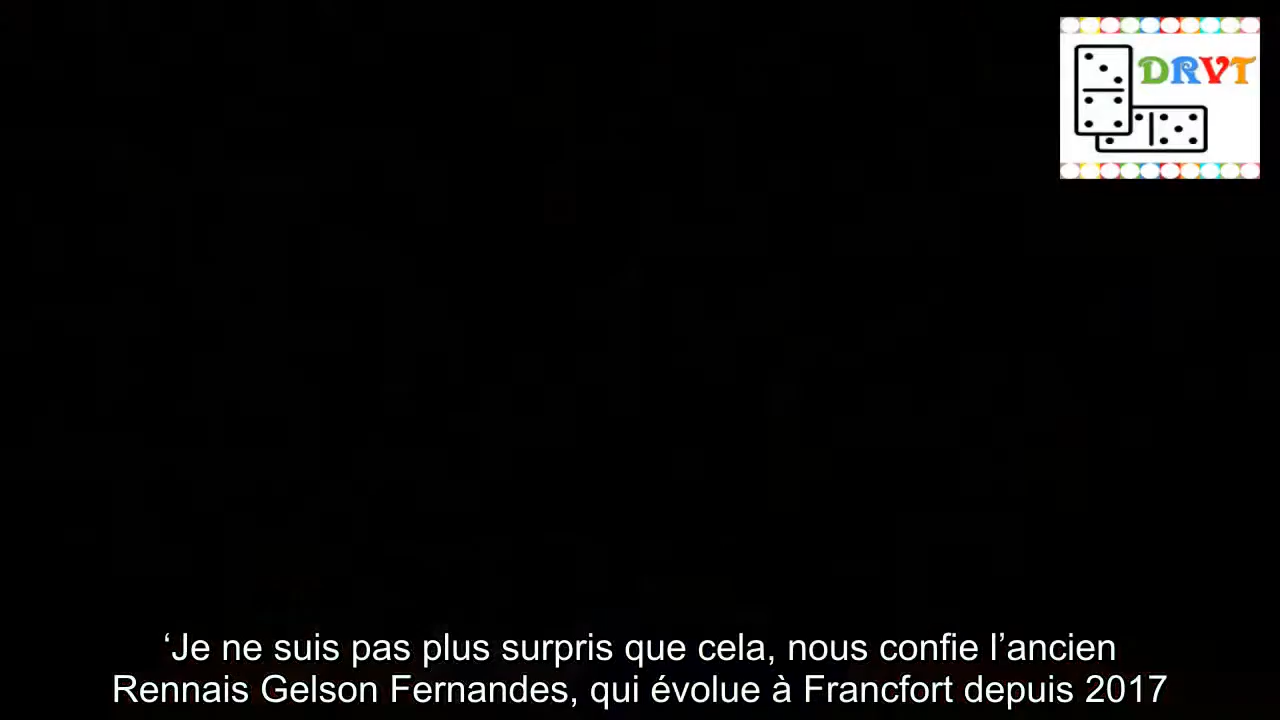 DRVT
‘Je ne suis pas plus surpris que cela, nous confie l’ancien
Rennais Gelson Fernandes, qui évolue à Francfort depuis 2017